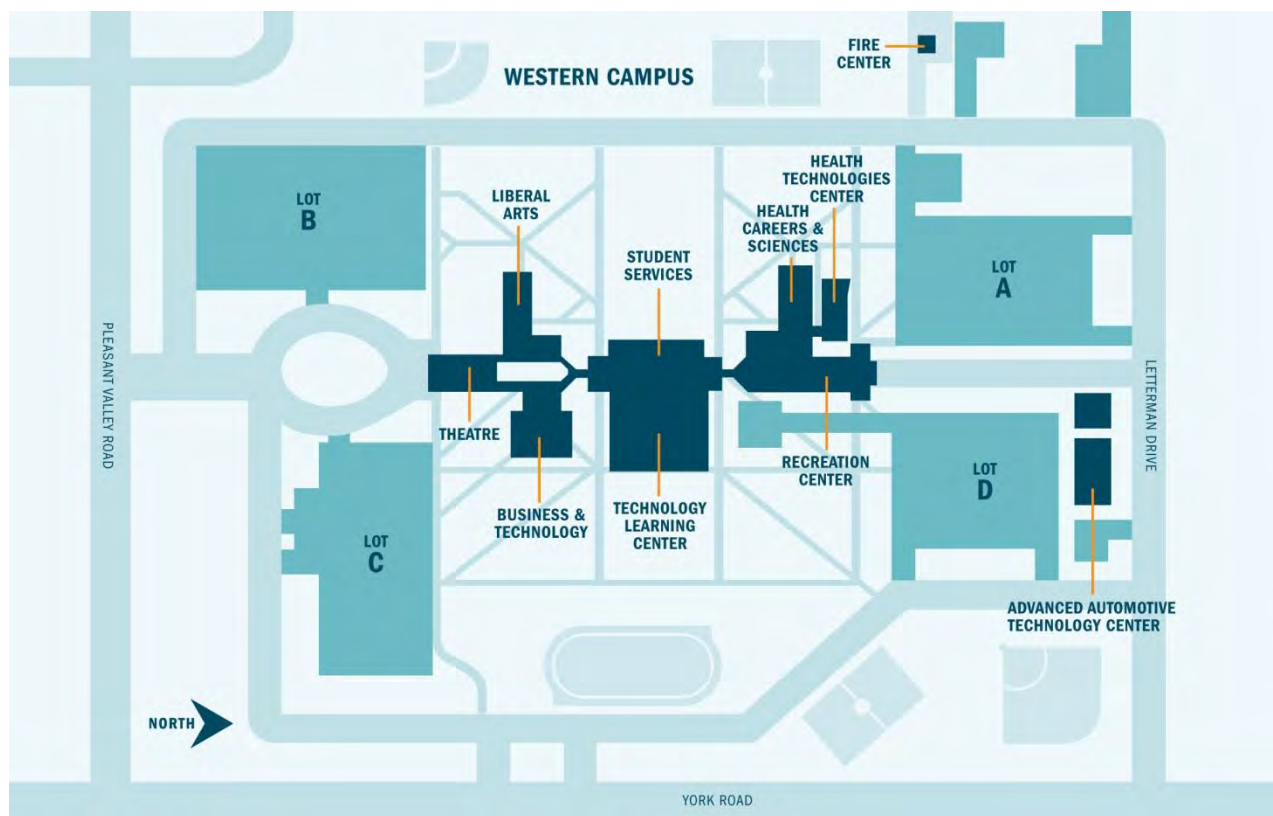 WESTERN CAMPUS
FIRE
CENTER
HEALTH
TECHNOLOGIES
CENTER
LOT
B
LIBERAL
ARTS
HEALTH
CAREERS &
SCIENCES
STUDENT
SERVICES
LOT
A
PLEASANT VALLEY ROAD
LETTERMAN DRIVE
THEATRE
RECREATION
CENTER
LOT
D
BUSINESS &
TECHNOLOGY
TECHNOLOGY
LEARNING
CENTER
LOT
C
ADVANCED AUTOMOTIVE
TECHNOLOGY CENTER
NORTH
YORK ROAD